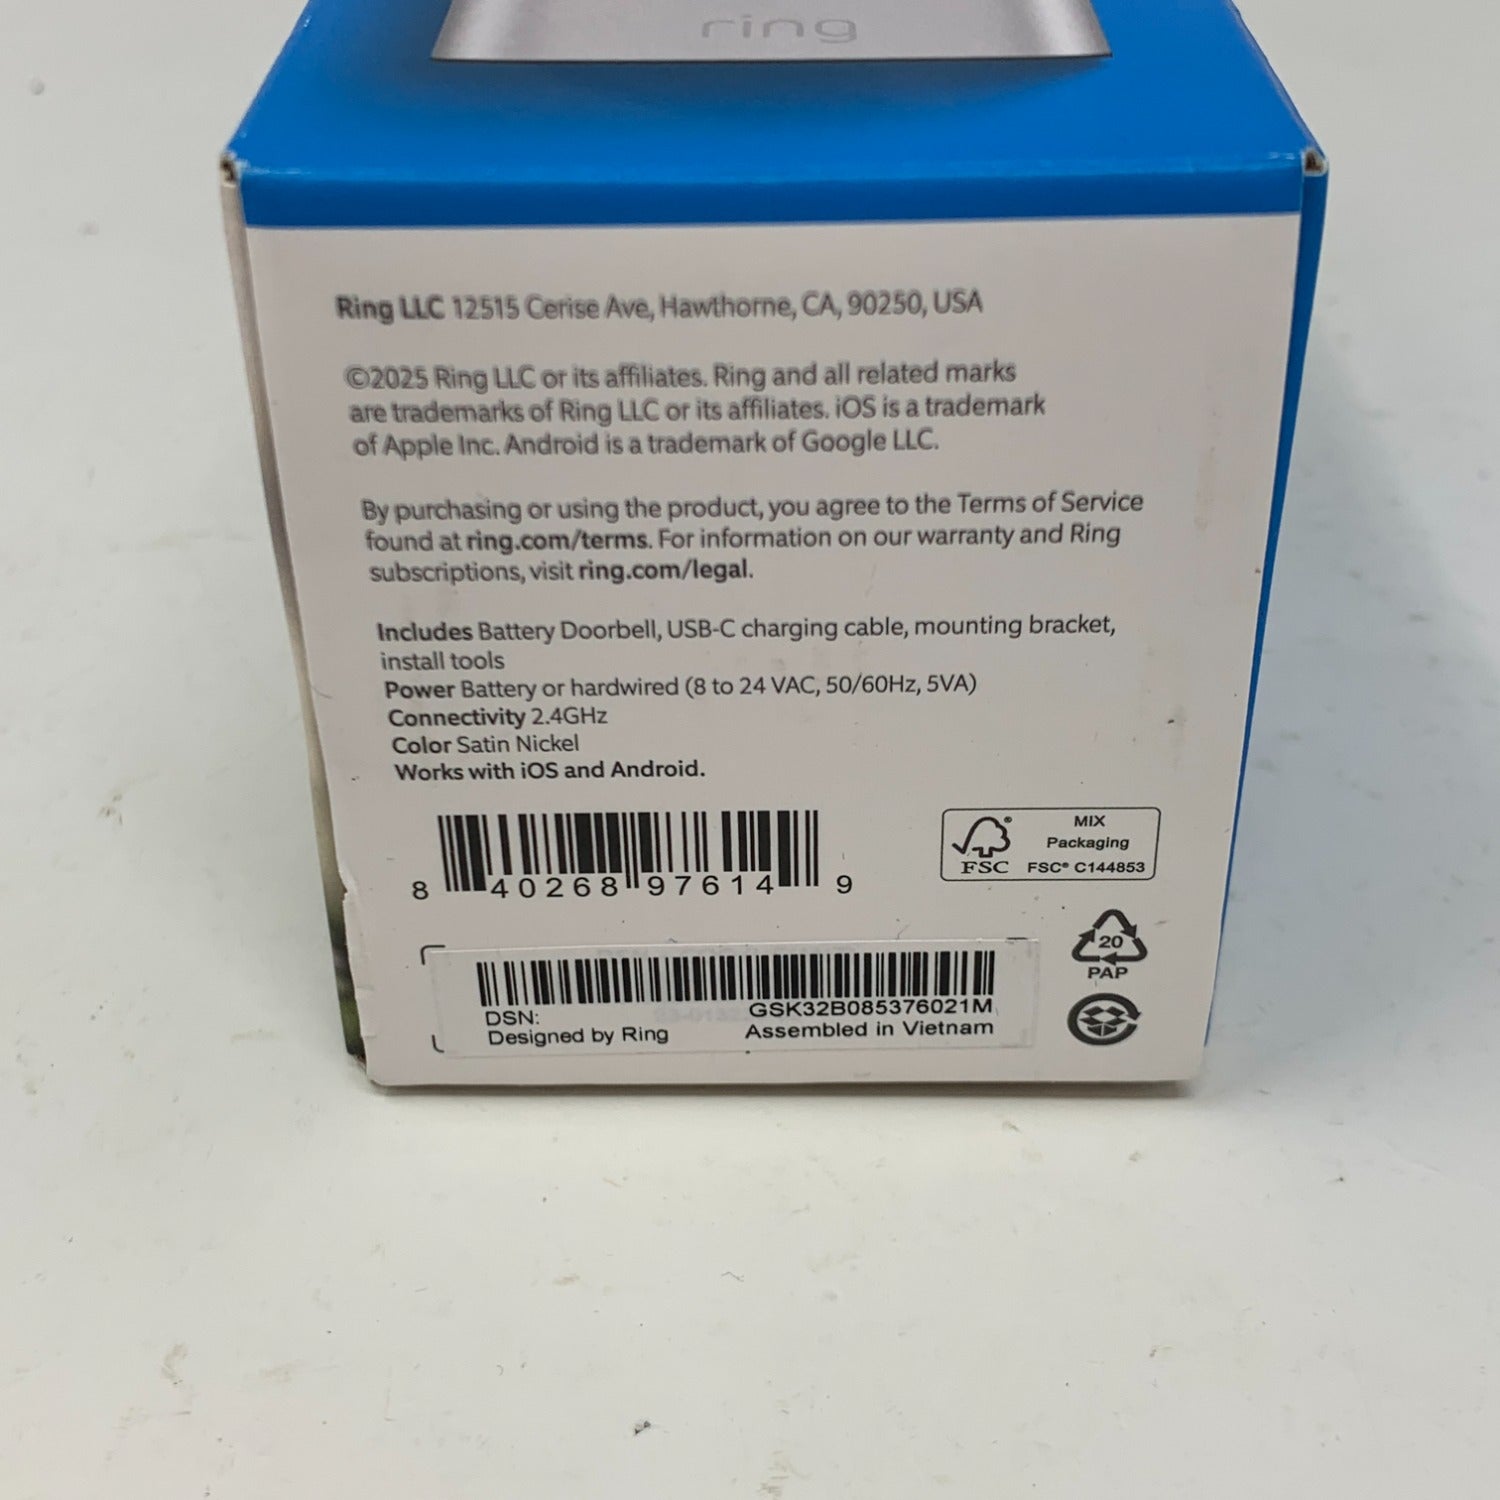 ring
Ring LLC 12515 Cerise Ave, Hawthorne, CA, 90250, USA
©2025 Ring LLC or its affiliates. Ring and all related marks
are trademarks of Ring LLC or its affiliates. iOS is a trademark
of Apple Inc. Android is a trademark of Google LLC.
By purchasing or using the product, you agree to the Terms of Service
found at ring.com/terms. For information on our warranty and Ring
subscriptions, visit ring.com/legal.
Includes Battery Doorbell, USB-C charging cable, mounting bracket,
install tools
Power Battery or hardwired (8 to 24 VAC, 50/60Hz, 5VA)
Connectivity 2.4GHz
Color Satin Nickel
Works with iOS and Android.
8 40268 97614 9
MIX
Packaging
FSC FSC® C144853
20
PAP
DSN: GSK32B085376021M
Designed by Ring Assembled in Vietnam